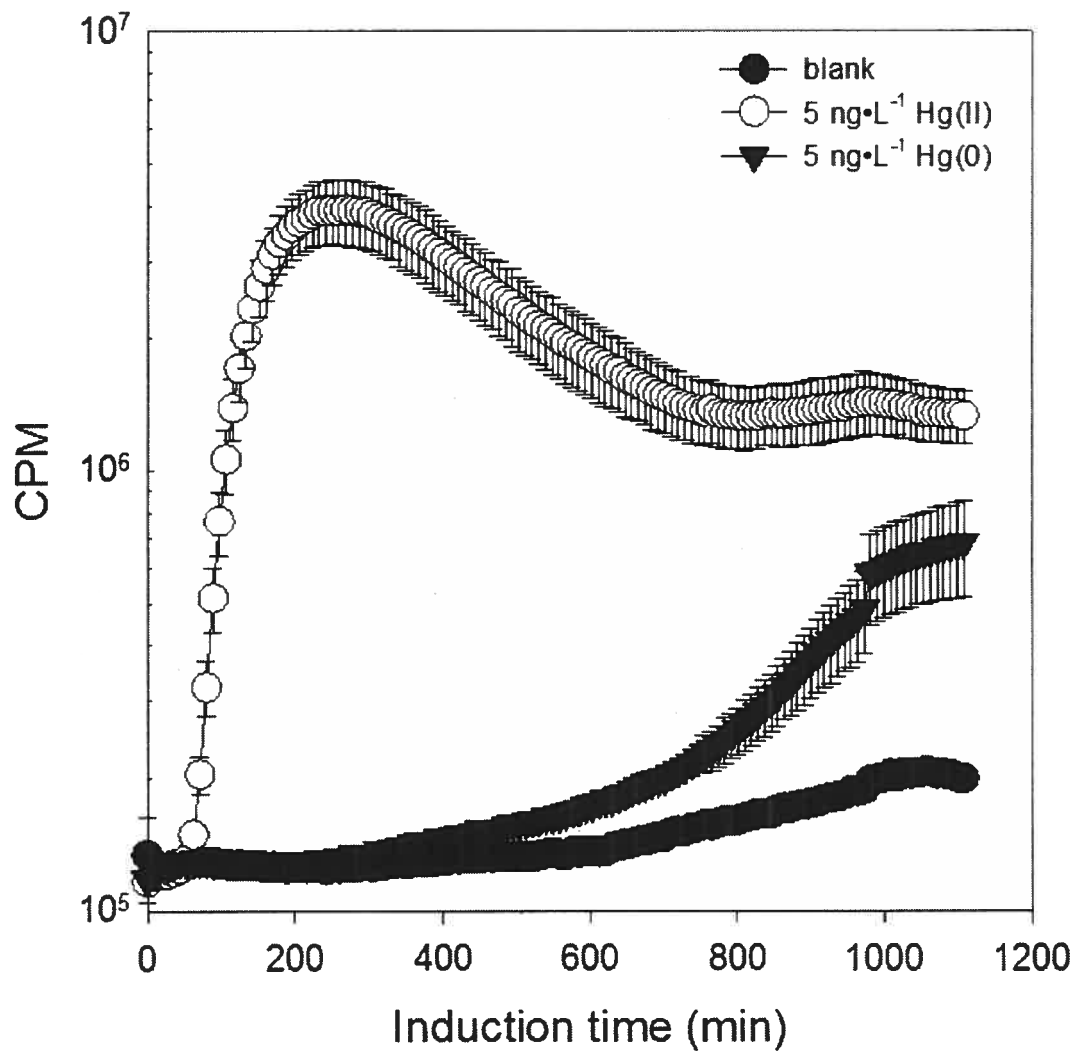 10⁷
blank
5 ng•L⁻¹ Hg(II)
5 ng•L⁻¹ Hg(0)
CPM
10⁶
10⁵
0 200 400 600 800 1000 1200
Induction time (min)